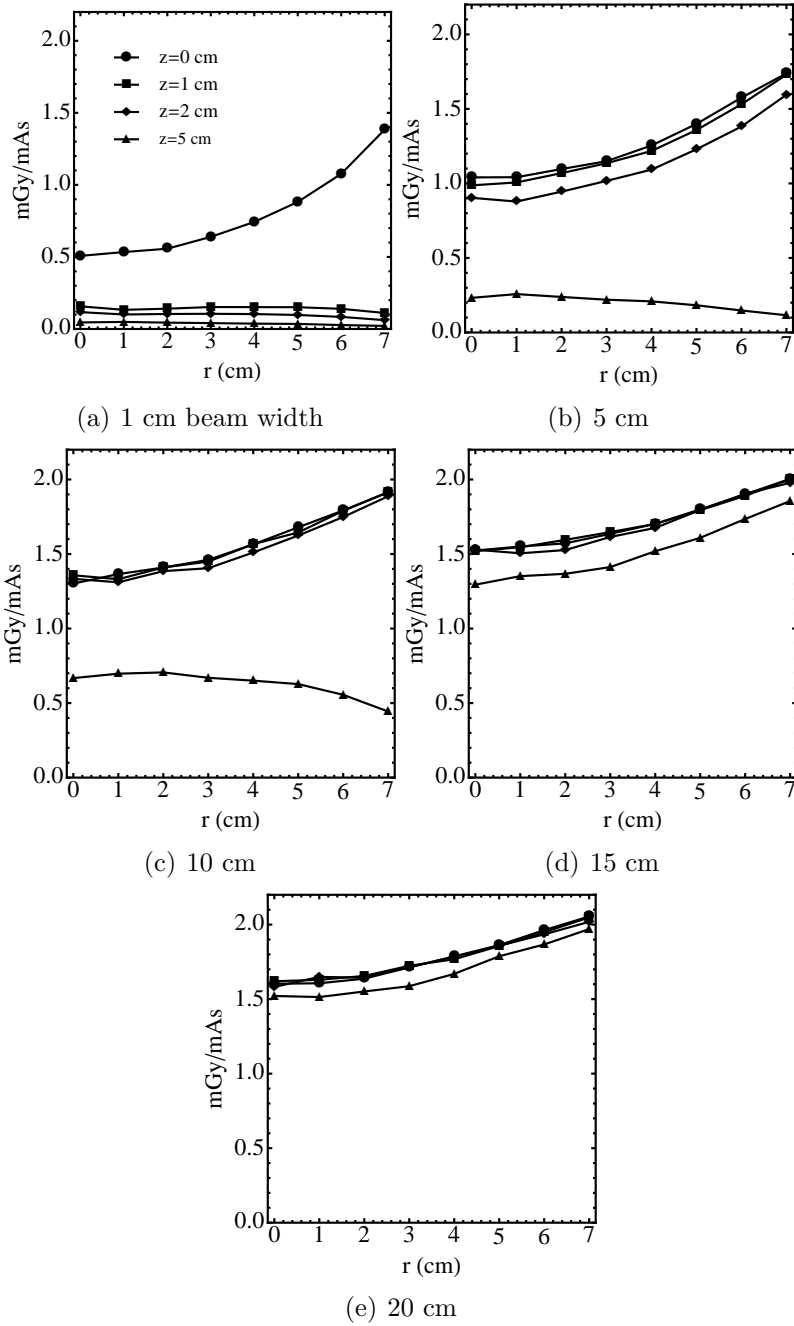 2.0
1.5
1.0
0.5
0.0
mGy/mAs
z=0 cm
z=1 cm
z=2 cm
z=5 cm
0 1 2 3 4 5 6 7
r (cm)
(a) 1 cm beam width
2.0
1.5
1.0
0.5
0.0
mGy/mAs
0 1 2 3 4 5 6 7
r (cm)
(b) 5 cm
2.0
1.5
1.0
0.5
0.0
mGy/mAs
0 1 2 3 4 5 6 7
r (cm)
(c) 10 cm
2.0
1.5
1.0
0.5
0.0
mGy/mAs
0 1 2 3 4 5 6 7
r (cm)
(d) 15 cm
2.0
1.5
1.0
0.5
0.0
mGy/mAs
0 1 2 3 4 5 6 7
r (cm)
(e) 20 cm